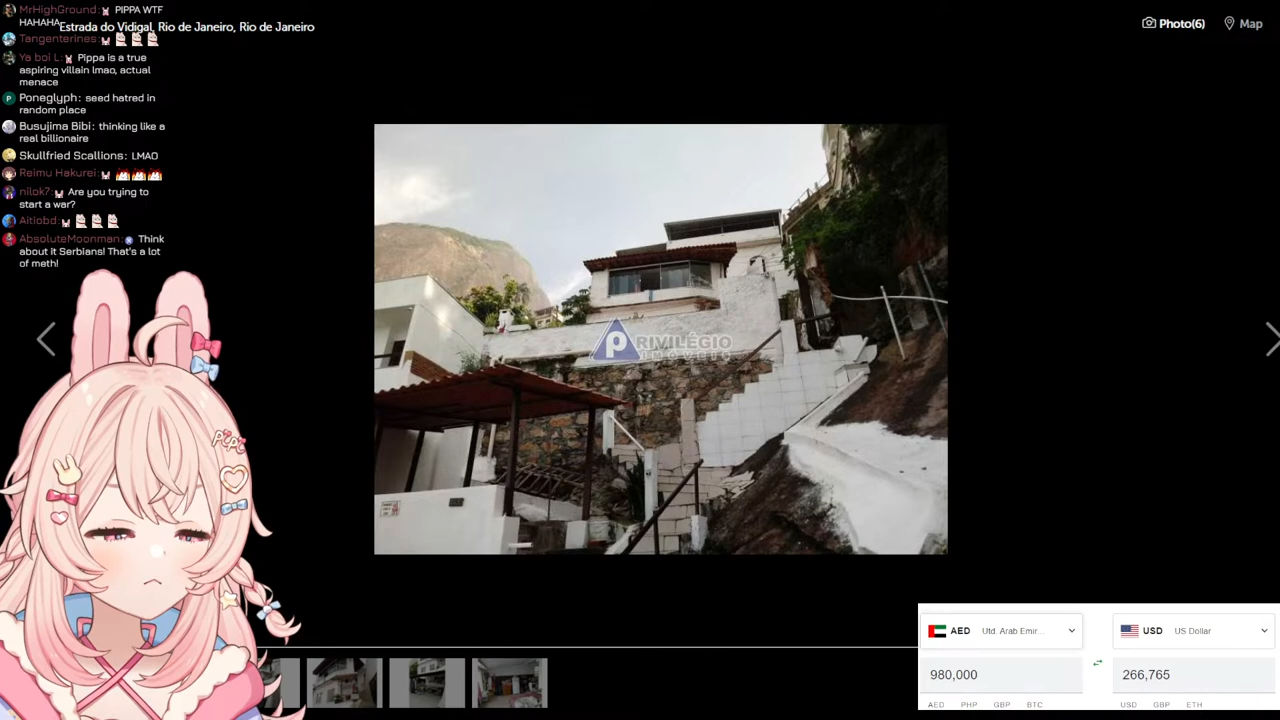 MrHighGround: PIPPA WTF
HAHAHA
Estrada do Vidigal, Rio de Janeiro, Rio de Janeiro
Photo(6)
Map
Tangenterines:
Ya boi L: Pippa is a true
aspiring villain lmao, actual
menace
Poneglyph: seed hatred in
random place
Busujima Bibi: thinking like a
real billionaire
Skullfried Scallions: LMAO
Reimu Hakurei:
nilok7: Are you trying to
start a war?
Aitiabd:
AbsoluteMoonman: Think
about it Serbians! That's a lot
of meth!
PRIVILÉGIO
IMÓVEIS
Pipa
AED Utd. Arab Emir...
USD US Dollar
980,000
266,765
AED PHP GBP BTC
USD GBP ETH